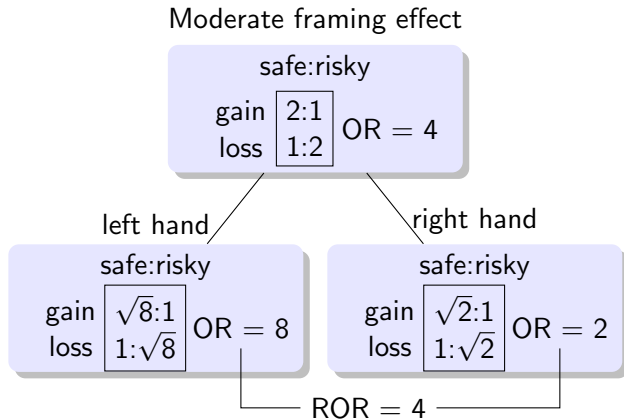 Moderate framing effect
safe:risky
gain 2:1 OR = 4
loss 1:2
left hand
right hand
safe:risky
gain √8:1 OR = 8
loss 1:√8
safe:risky
gain √2:1 OR = 2
loss 1:√2
ROR = 4